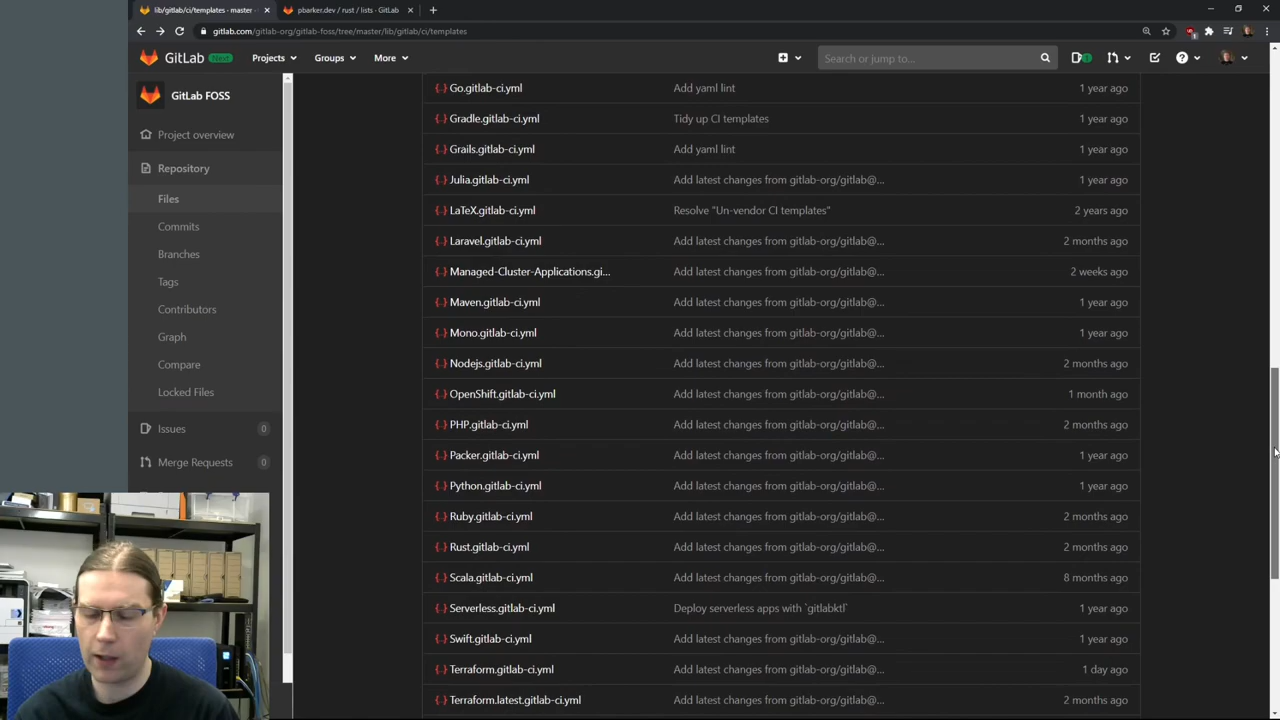 lib/gitlab/ci/templates · master ·
pbarker.dev / rust / lists · GitLab
gitlab.com/gitlab-org/gitlab-foss/tree/master/lib/gitlab/ci/templates
GitLab Next Projects Groups More Search or jump to...
GitLab FOSS
Project overview
Repository
Files
Commits
Branches
Tags
Contributors
Graph
Compare
Locked Files
Issues 0
Merge Requests 0
Go.gitlab-ci.yml Add yaml lint 1 year ago
Gradle.gitlab-ci.yml Tidy up CI templates 1 year ago
Grails.gitlab-ci.yml Add yaml lint 1 year ago
Julia.gitlab-ci.yml Add latest changes from gitlab-org/gitlab@... 1 year ago
LaTeX.gitlab-ci.yml Resolve "Un-vendor CI templates" 2 years ago
Laravel.gitlab-ci.yml Add latest changes from gitlab-org/gitlab@... 2 months ago
Managed-Cluster-Applications.gi... Add latest changes from gitlab-org/gitlab@... 2 weeks ago
Maven.gitlab-ci.yml Add latest changes from gitlab-org/gitlab@... 1 year ago
Mono.gitlab-ci.yml Add latest changes from gitlab-org/gitlab@... 1 year ago
Nodejs.gitlab-ci.yml Add latest changes from gitlab-org/gitlab@... 2 months ago
OpenShift.gitlab-ci.yml Add latest changes from gitlab-org/gitlab@... 1 month ago
PHP.gitlab-ci.yml Add latest changes from gitlab-org/gitlab@... 2 months ago
Packer.gitlab-ci.yml Add latest changes from gitlab-org/gitlab@... 1 year ago
Python.gitlab-ci.yml Add latest changes from gitlab-org/gitlab@... 1 year ago
Ruby.gitlab-ci.yml Add latest changes from gitlab-org/gitlab@... 2 months ago
Rust.gitlab-ci.yml Add latest changes from gitlab-org/gitlab@... 2 months ago
Scala.gitlab-ci.yml Add latest changes from gitlab-org/gitlab@... 8 months ago
Serverless.gitlab-ci.yml Deploy serverless apps with `gitlabktl` 1 year ago
Swift.gitlab-ci.yml Add latest changes from gitlab-org/gitlab@... 1 year ago
Terraform.gitlab-ci.yml Add latest changes from gitlab-org/gitlab@... 1 day ago
Terraform.latest.gitlab-ci.yml Add latest changes from gitlab-org/gitlab@... 2 months ago